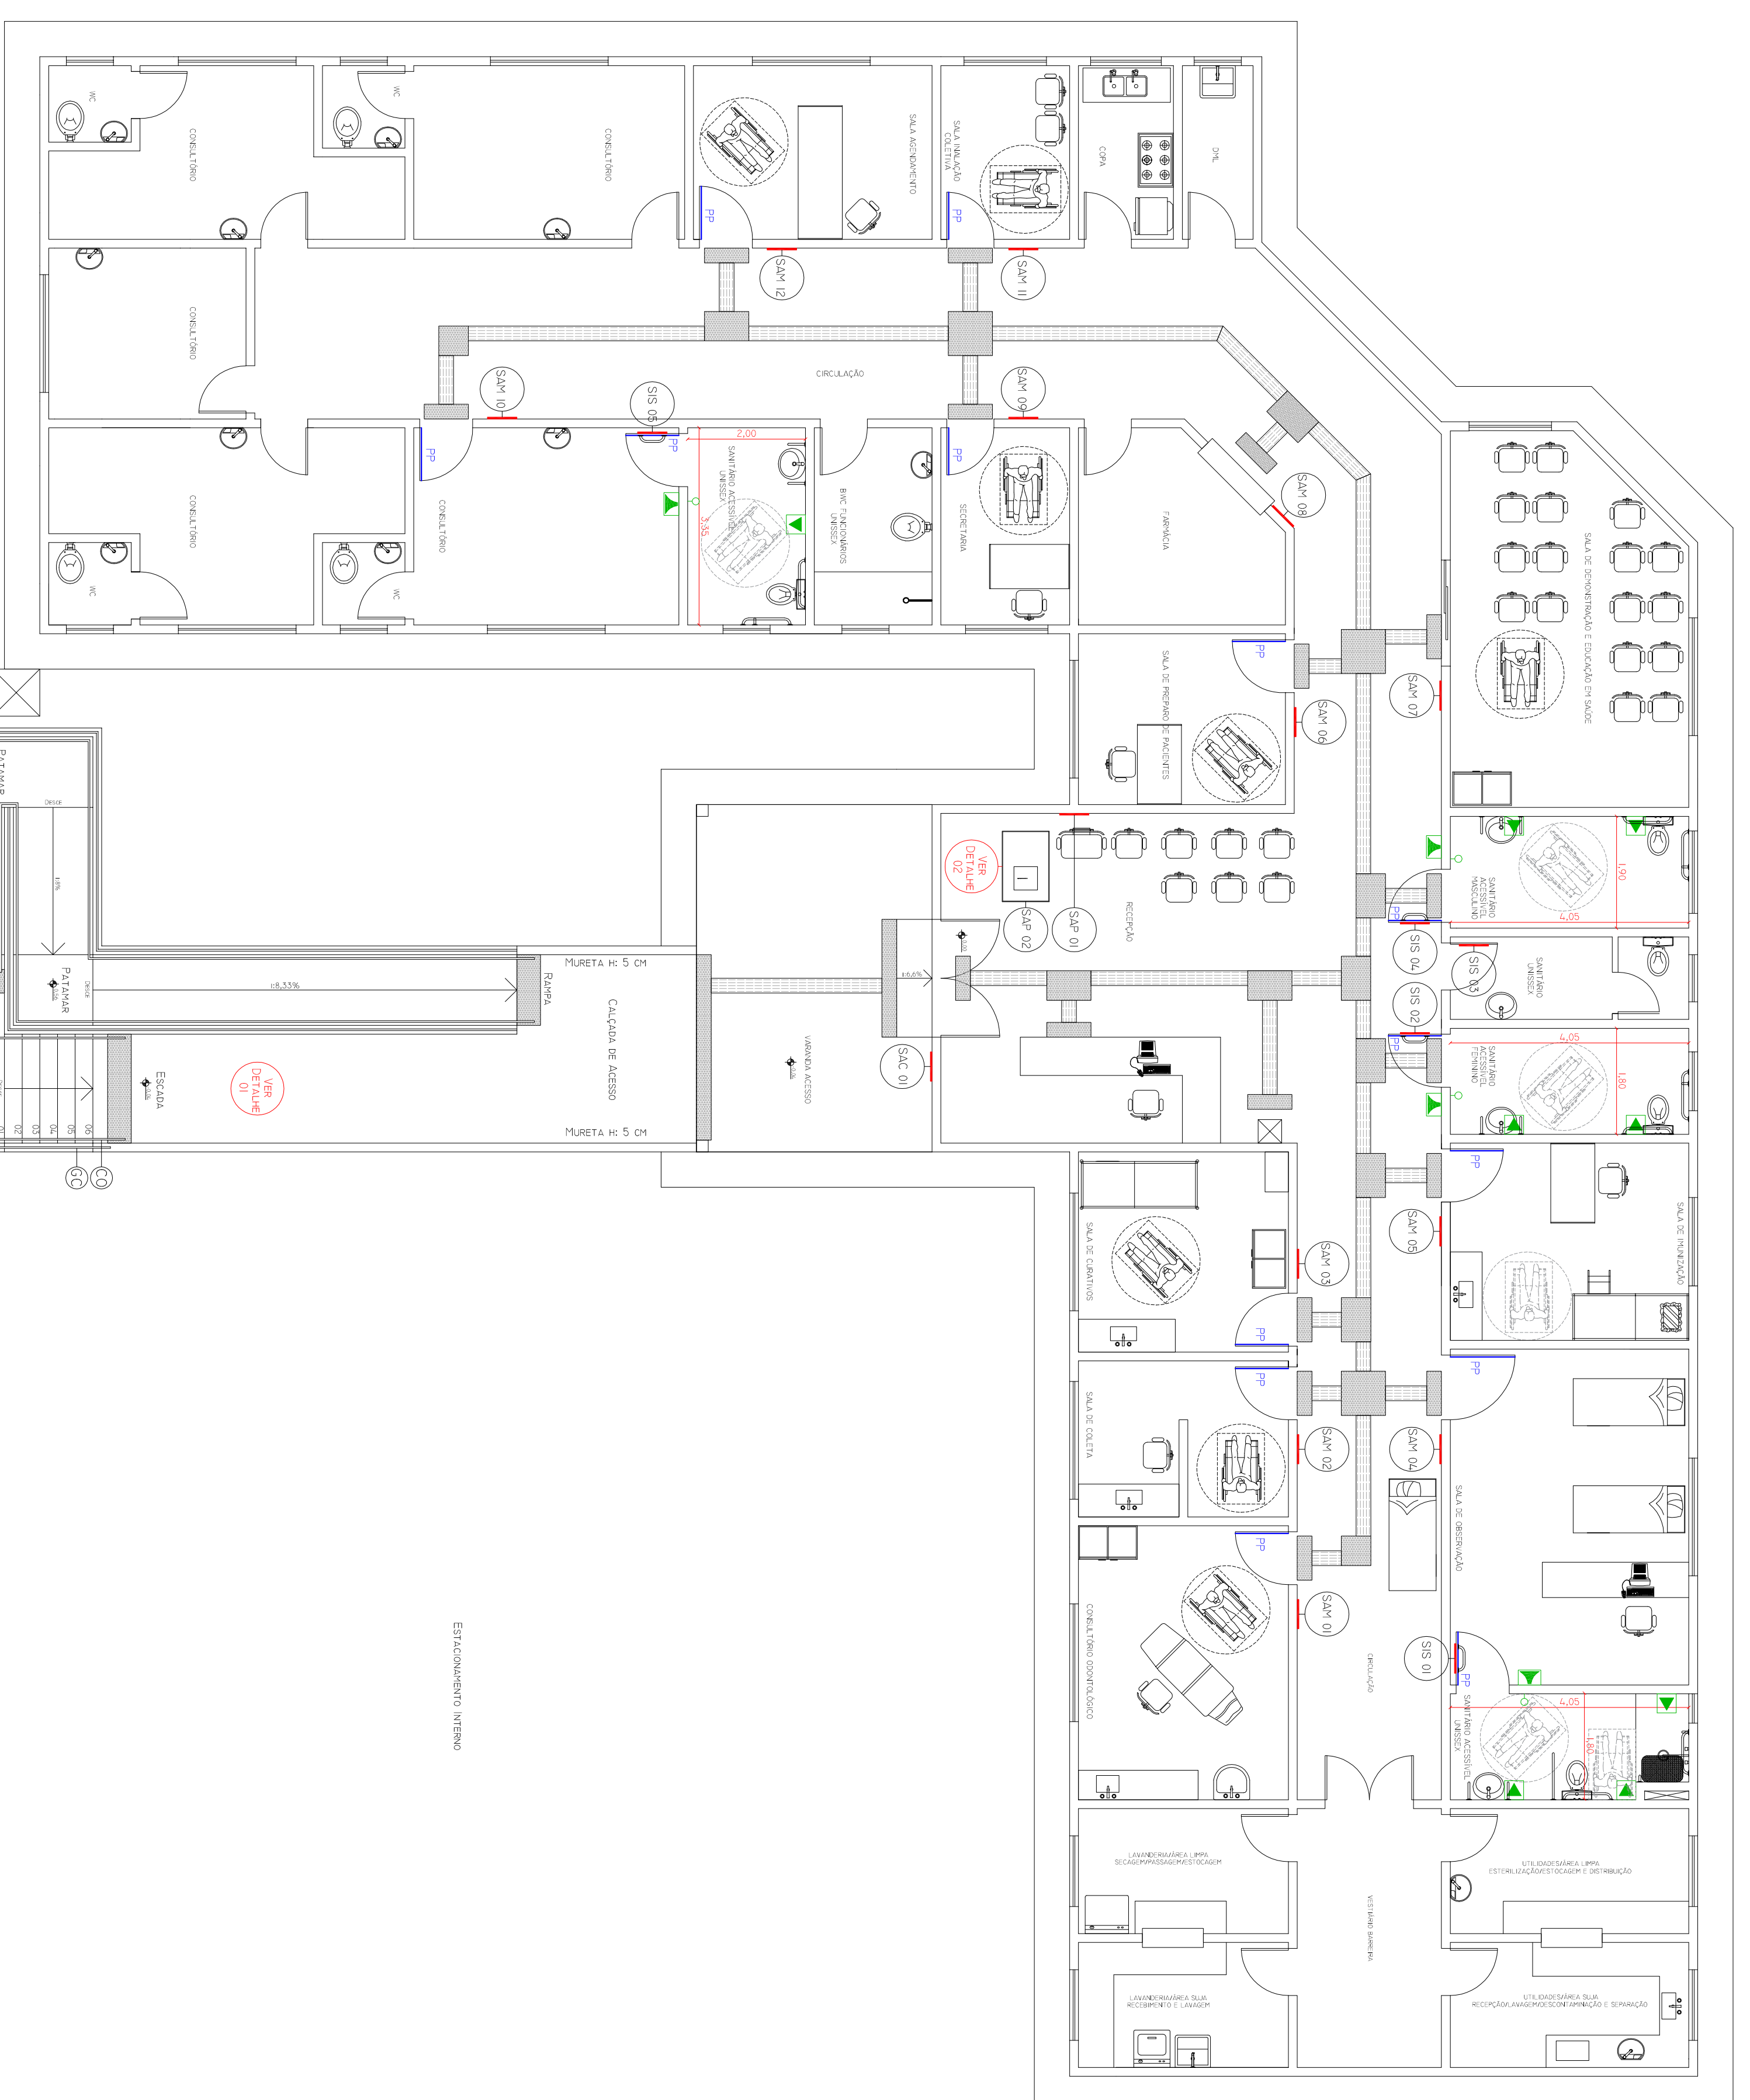 WC
CONSULTÓRIO
WC
CONSULTÓRIO
SALA AGENDAMENTO
PP
SALA INALAÇÃO
COLETIVA
PP
COPA
DML
SAM 12
SAM 11
CONSULTÓRIO
CIRCULAÇÃO
SAM 10
SIS 05
SAM 09
SAM 08
CONSULTÓRIO
WC
CONSULTÓRIO
PP
WC
PP
2,00
3,35
SANITÁRIO ACESSÍVEL
UNISSEX
BWC FUNCIONÁRIOS
UNISSEX
PP
SECRETARIA
FARMÁCIA
SALA DE DEMONSTRAÇÃO E EDUCAÇÃO EM SAÚDE
SAM 07
SAM 06
PP
SALA DE PREPARO DE PACIENTES
1,90
4,05
SANITÁRIO
ACESSÍVEL
MASCULINO
PP
SIS 04
SIS 03
SANITÁRIO
UNISSEX
SIS 02
PP
4,05
1,80
SANITÁRIO
ACESSÍVEL
FEMININO
VER
DETALHE
02
SAP 02
SAP 01
RECEPÇÃO
1:6,6%
SAC 01
VARANDA ACESSO
MURETA H: 5 CM
CALÇADA DE ACESSO
MURETA H: 5 CM
RAMPA
1:8,33%
PATAMAR
DESCE
1:8%
PATAMAR
DESCE
ESCADA
VER
DETALHE
01
06
05
04
03
02
01
CO
GC
PP
SAM 05
SALA DE IMUNIZAÇÃO
SALA DE CURATIVOS
SAM 03
PP
PP
PP
SALA DE COLETA
SAM 02
SAM 04
SALA DE OBSERVAÇÃO
PP
SAM 01
CONSULTÓRIO ODONTOLÓGICO
CIRCULAÇÃO
SIS 01
PP
4,05
1,80
SANITÁRIO ACESSÍVEL
UNISSEX
ESTACIONAMENTO INTERNO
LAVANDERIA/ÁREA LIMPA
SECAGEM/PASSAGEM/ESTOCAGEM
UTILIDADES/ÁREA LIMPA
ESTERILIZAÇÃO/ESTOCAGEM E DISTRIBUIÇÃO
VESTIÁRIO BARREIRA
LAVANDERIA/ÁREA SUJA
RECEBIMENTO E LAVAGEM
UTILIDADES/ÁREA SUJA
RECEPÇÃO/LAVAGEM/DESCONTAMINAÇÃO E SEPARAÇÃO